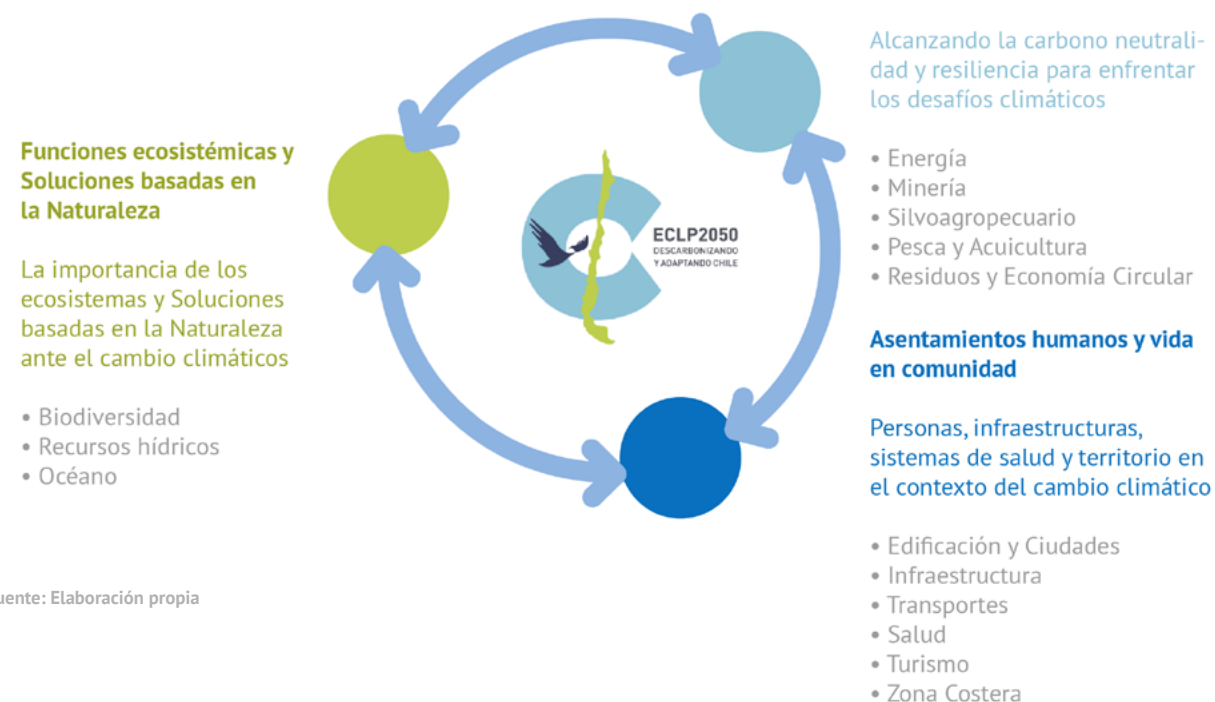 Funciones ecosistémicas y
Soluciones basadas en
la Naturaleza
La importancia de los
ecosistemas y Soluciones
basadas en la Naturaleza
ante el cambio climáticos
• Biodiversidad
• Recursos hídricos
• Océano
ECLP2050
DESCARBONIZANDO
Y ADAPTANDO CHILE
Alcanzando la carbono neutrali-
dad y resiliencia para enfrentar
los desafíos climáticos
• Energía
• Minería
• Silvoagropecuario
• Pesca y Acuicultura
• Residuos y Economía Circular
Asentamientos humanos y vida
en comunidad
Personas, infraestructuras,
sistemas de salud y territorio en
el contexto del cambio climático
• Edificación y Ciudades
• Infraestructura
• Transportes
• Salud
• Turismo
• Zona Costera
uente: Elaboración propia